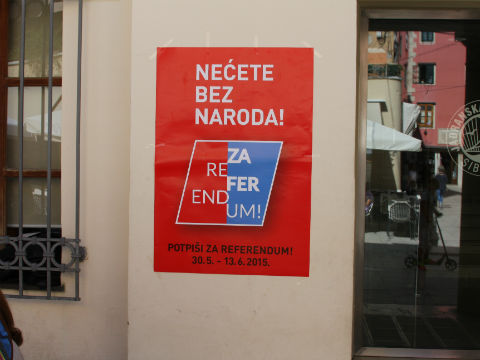 NEĆETE
BEZ
NARODA!
ZA
RE FER
END UM!
POTPIŠI ZA REFERENDUM!
30.5. - 13.6.2015.